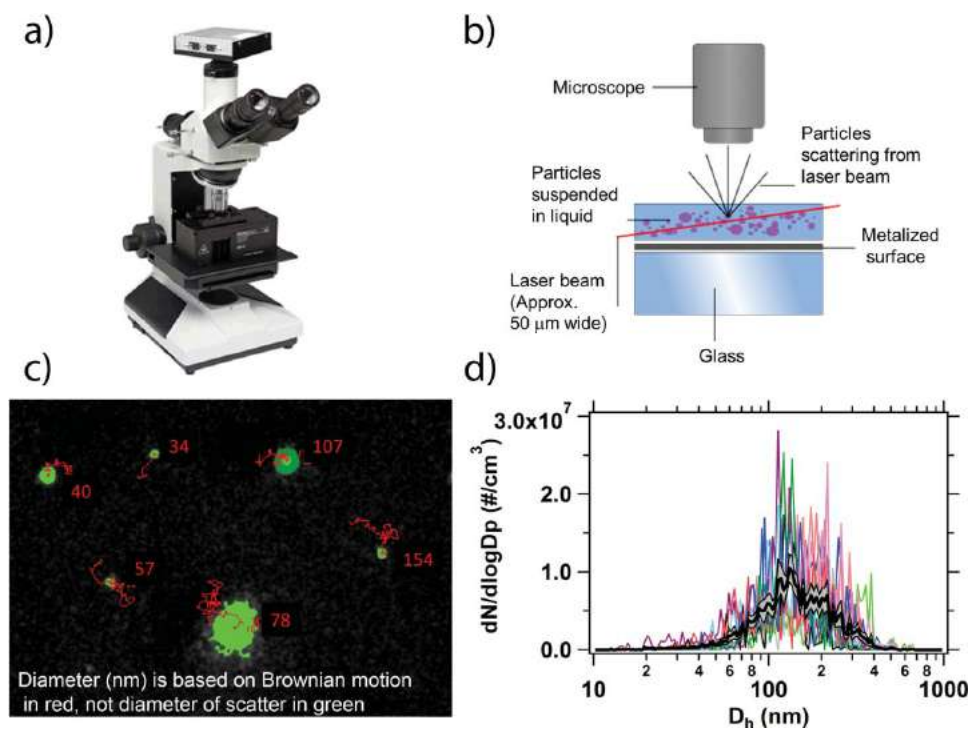 a)
b)
Microscope
Particles
scattering from
laser beam
Particles
suspended
in liquid
Metalized
surface
Laser beam
(Approx.
50 μm wide)
Glass
c)
34
107
40
154
57
78
Diameter (nm) is based on Brownian motion
in red, not diameter of scatter in green
d)
3.0x10⁷
2.0
1.0
0.0
dN/dlogDp (#/cm³)
10 2 4 6 8 100 2 4 6 8 1000
Dₕ (nm)